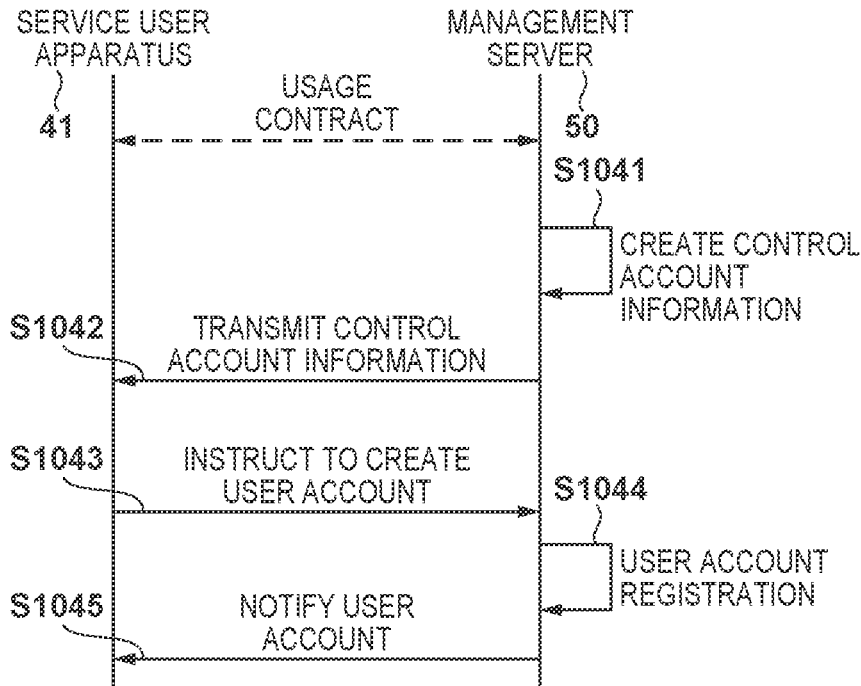 SERVICE USER
APPARATUS
41
MANAGEMENT
SERVER
50
USAGE
CONTRACT
S1041
CREATE CONTROL
ACCOUNT
INFORMATION
S1042
TRANSMIT CONTROL
ACCOUNT INFORMATION
S1043
INSTRUCT TO CREATE
USER ACCOUNT
S1044
USER ACCOUNT
REGISTRATION
S1045
NOTIFY USER
ACCOUNT